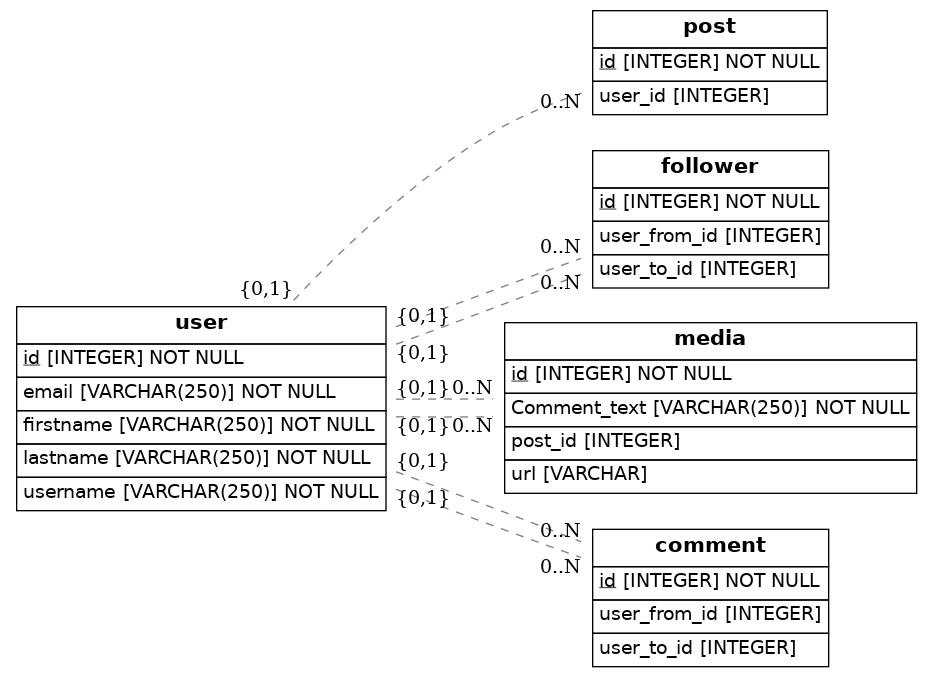 post
id [INTEGER] NOT NULL
user_id [INTEGER]
0..N
follower
id [INTEGER] NOT NULL
user_from_id [INTEGER]
user_to_id [INTEGER]
0..N
0..N
{0,1}
user
id [INTEGER] NOT NULL
email [VARCHAR(250)] NOT NULL
firstname [VARCHAR(250)] NOT NULL
lastname [VARCHAR(250)] NOT NULL
username [VARCHAR(250)] NOT NULL
{0,1}
{0,1}
{0,1} 0..N
{0,1} 0..N
{0,1}
{0,1}
media
id [INTEGER] NOT NULL
Comment_text [VARCHAR(250)] NOT NULL
post_id [INTEGER]
url [VARCHAR]
0..N
0..N
comment
id [INTEGER] NOT NULL
user_from_id [INTEGER]
user_to_id [INTEGER]